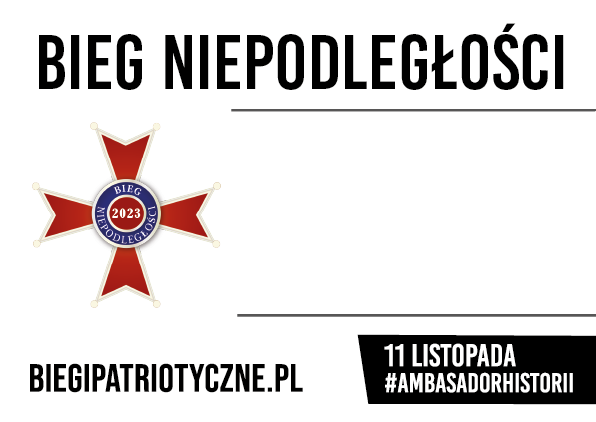 BIEG NIEPODLEGŁOŚCI
BIEG
2023
NIEPODLEGŁOŚCI
BIEGIPATRIOTYCZNE.PL
11 LISTOPADA
#AMBASADORHISTORII